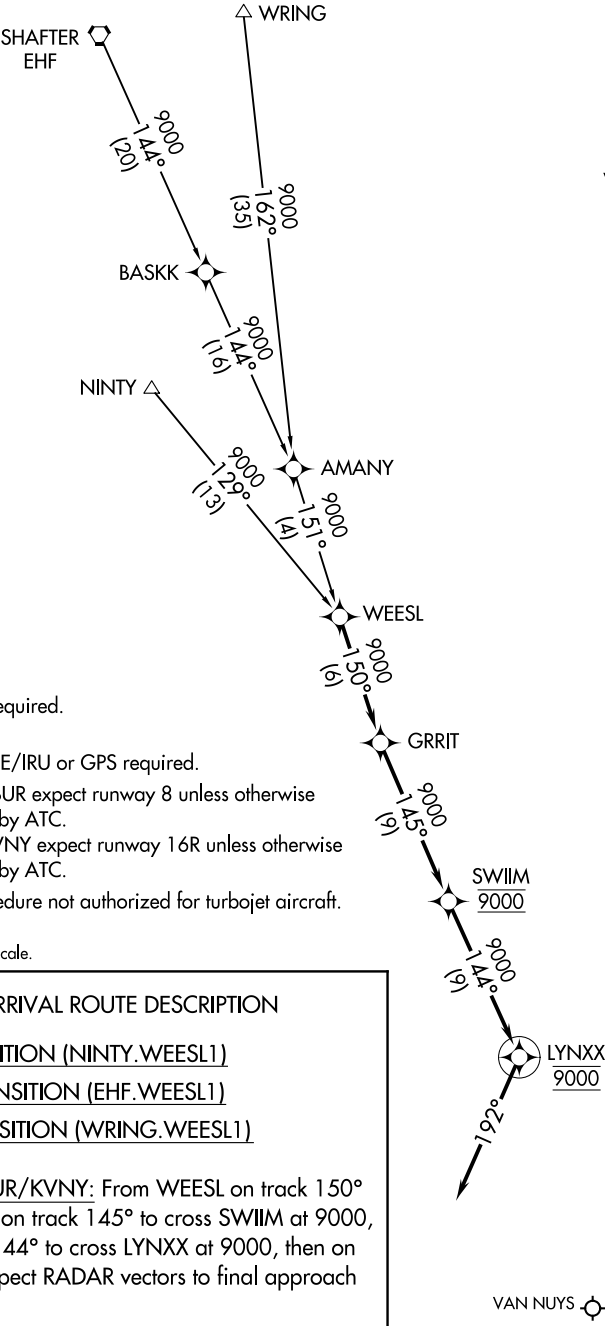 SHAFTER
EHF
WRING
9000
144°
(20)
9000
162°
(35)
BASKK
9000
144°
(16)
NINTY
AMANY
9000
129°
(13)
9000
151°
(4)
WEESL
9000
150°
(6)
GRRIT
9000
145°
(9)
SWIIM
9000
9000
144°
(9)
LYNXX
9000
192°
equired.
E/IRU or GPS required.
BUR expect runway 8 unless otherwise
by ATC.
VNY expect runway 16R unless otherwise
by ATC.
edure not authorized for turbojet aircraft.
cale.
RRIVAL ROUTE DESCRIPTION
ITION (NINTY.WEESL1)
NSITION (EHF.WEESL1)
SITION (WRING.WEESL1)
UR/KVNY: From WEESL on track 150°
on track 145° to cross SWIIM at 9000,
144° to cross LYNXX at 9000, then on
pect RADAR vectors to final approach
VAN NUYS